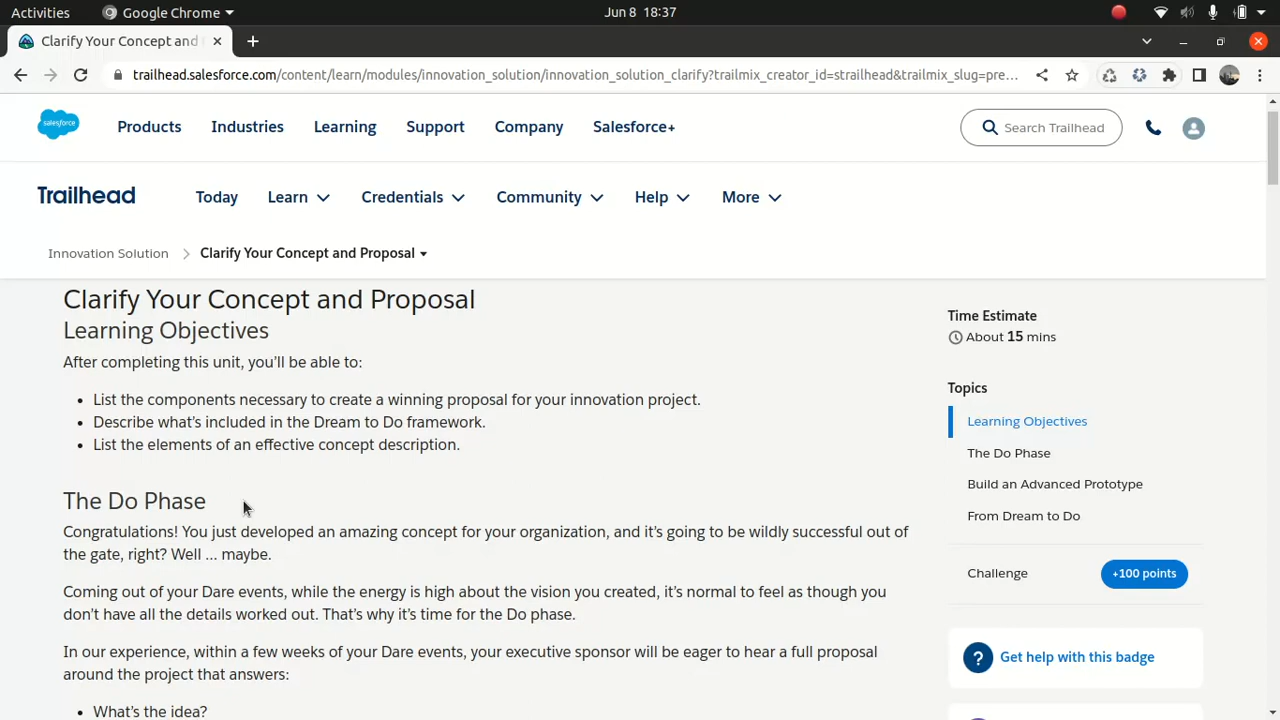 Activities Google Chrome Jun 8 18:37
Clarify Your Concept and
trailhead.salesforce.com/content/learn/modules/innovation_solution/innovation_solution_clarify?trailmix_creator_id=strailhead&trailmix_slug=pre…
salesforce Products Industries Learning Support Company Salesforce+ Search Trailhead
Trailhead Today Learn Credentials Community Help More
Innovation Solution Clarify Your Concept and Proposal
Clarify Your Concept and Proposal
Learning Objectives
After completing this unit, you’ll be able to:
• List the components necessary to create a winning proposal for your innovation project.
• Describe what’s included in the Dream to Do framework.
• List the elements of an effective concept description.
The Do Phase
Congratulations! You just developed an amazing concept for your organization, and it’s going to be wildly successful out of
the gate, right? Well … maybe.
Coming out of your Dare events, while the energy is high about the vision you created, it’s normal to feel as though you
don’t have all the details worked out. That’s why it’s time for the Do phase.
In our experience, within a few weeks of your Dare events, your executive sponsor will be eager to hear a full proposal
around the project that answers:
• What’s the idea?
Time Estimate
About 15 mins
Topics
Learning Objectives
The Do Phase
Build an Advanced Prototype
From Dream to Do
Challenge +100 points
? Get help with this badge